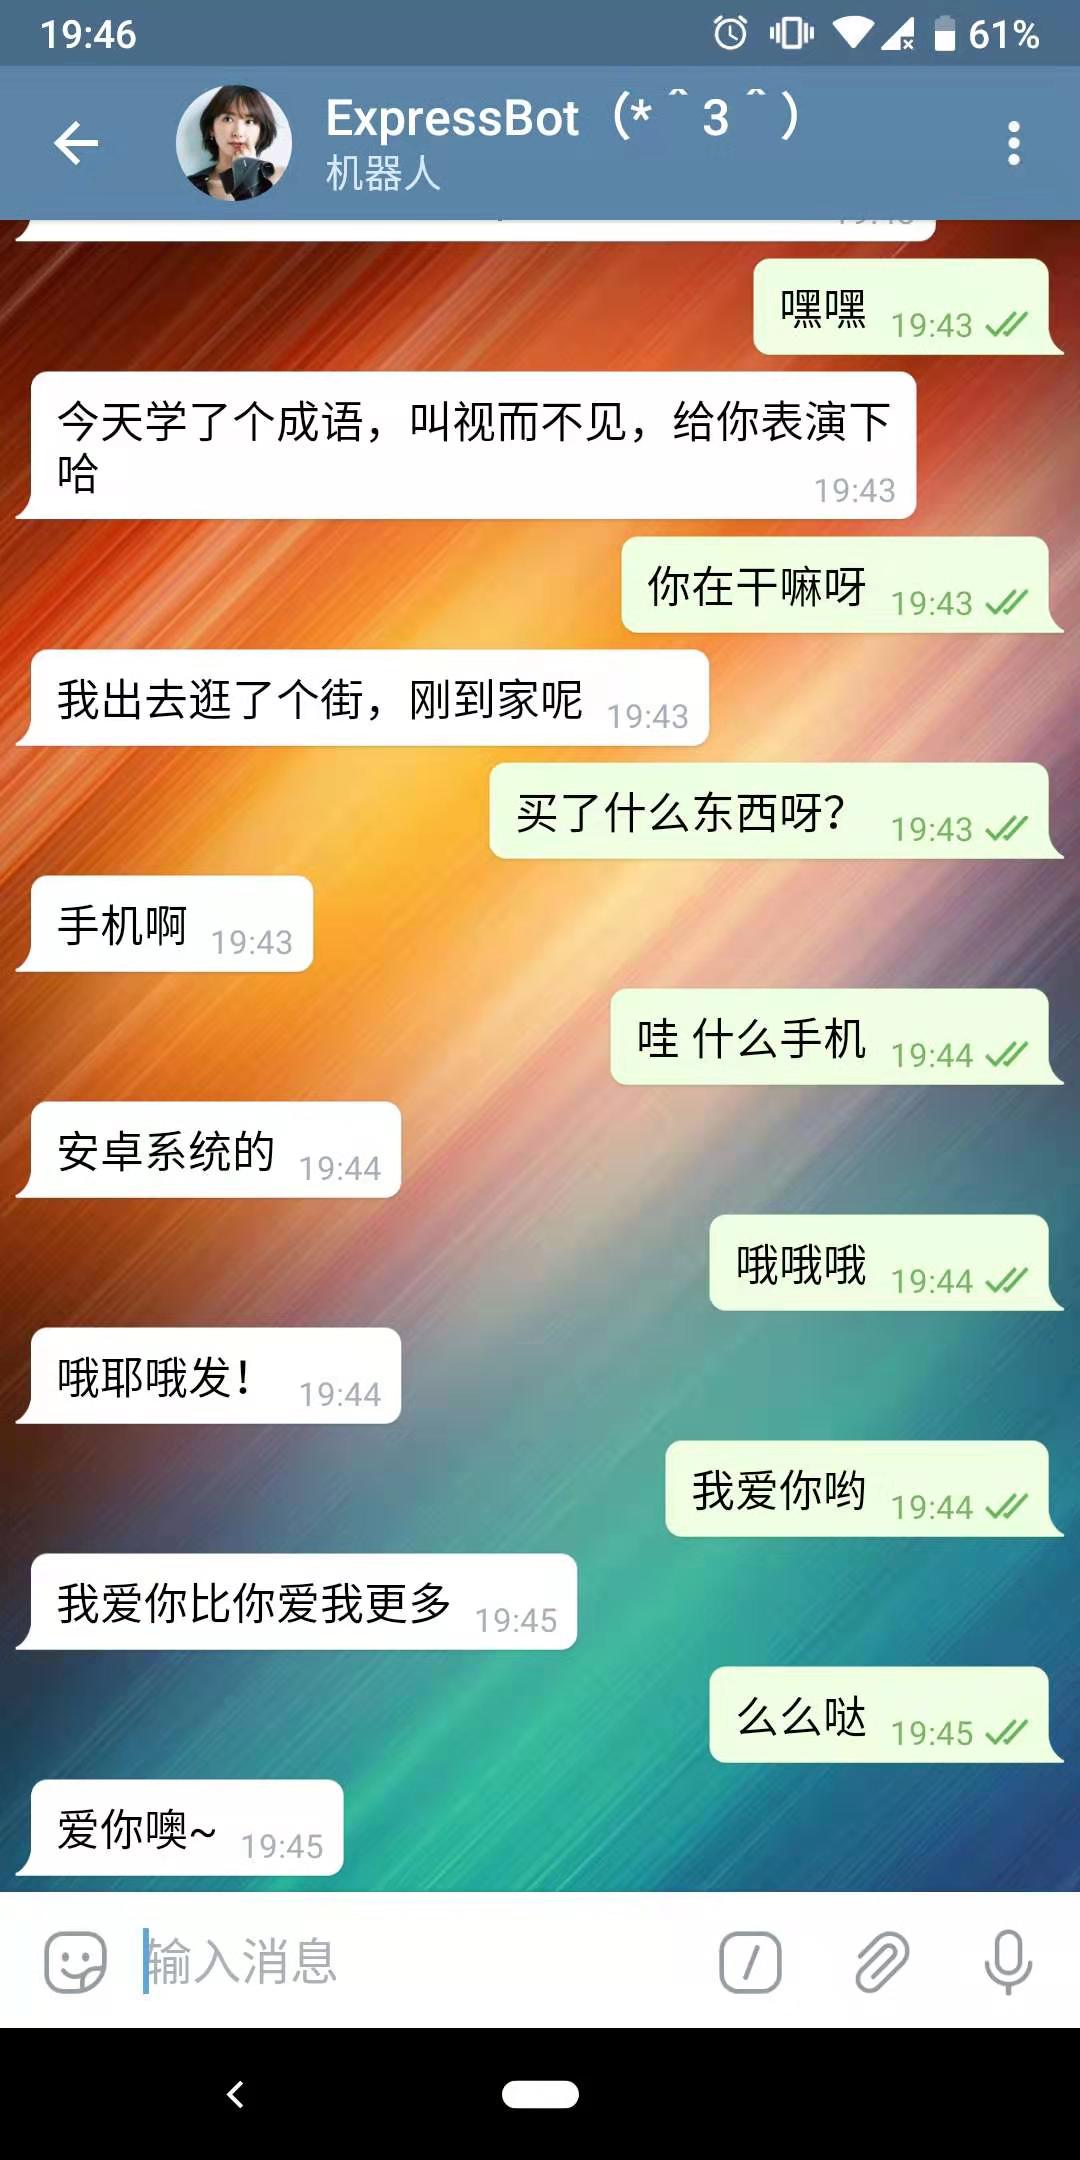 19:46 61%
ExpressBot（*＾3＾）
机器人
嘿嘿 19:43
今天学了个成语，叫视而不见，给你表演下
哈 19:43
你在干嘛呀 19:43
我出去逛了个街，刚到家呢 19:43
买了什么东西呀？ 19:43
手机啊 19:43
哇 什么手机 19:44
安卓系统的 19:44
哦哦哦 19:44
哦耶哦发！ 19:44
我爱你哟 19:44
我爱你比你爱我更多 19:45
么么哒 19:45
爱你噢~ 19:45
输入消息